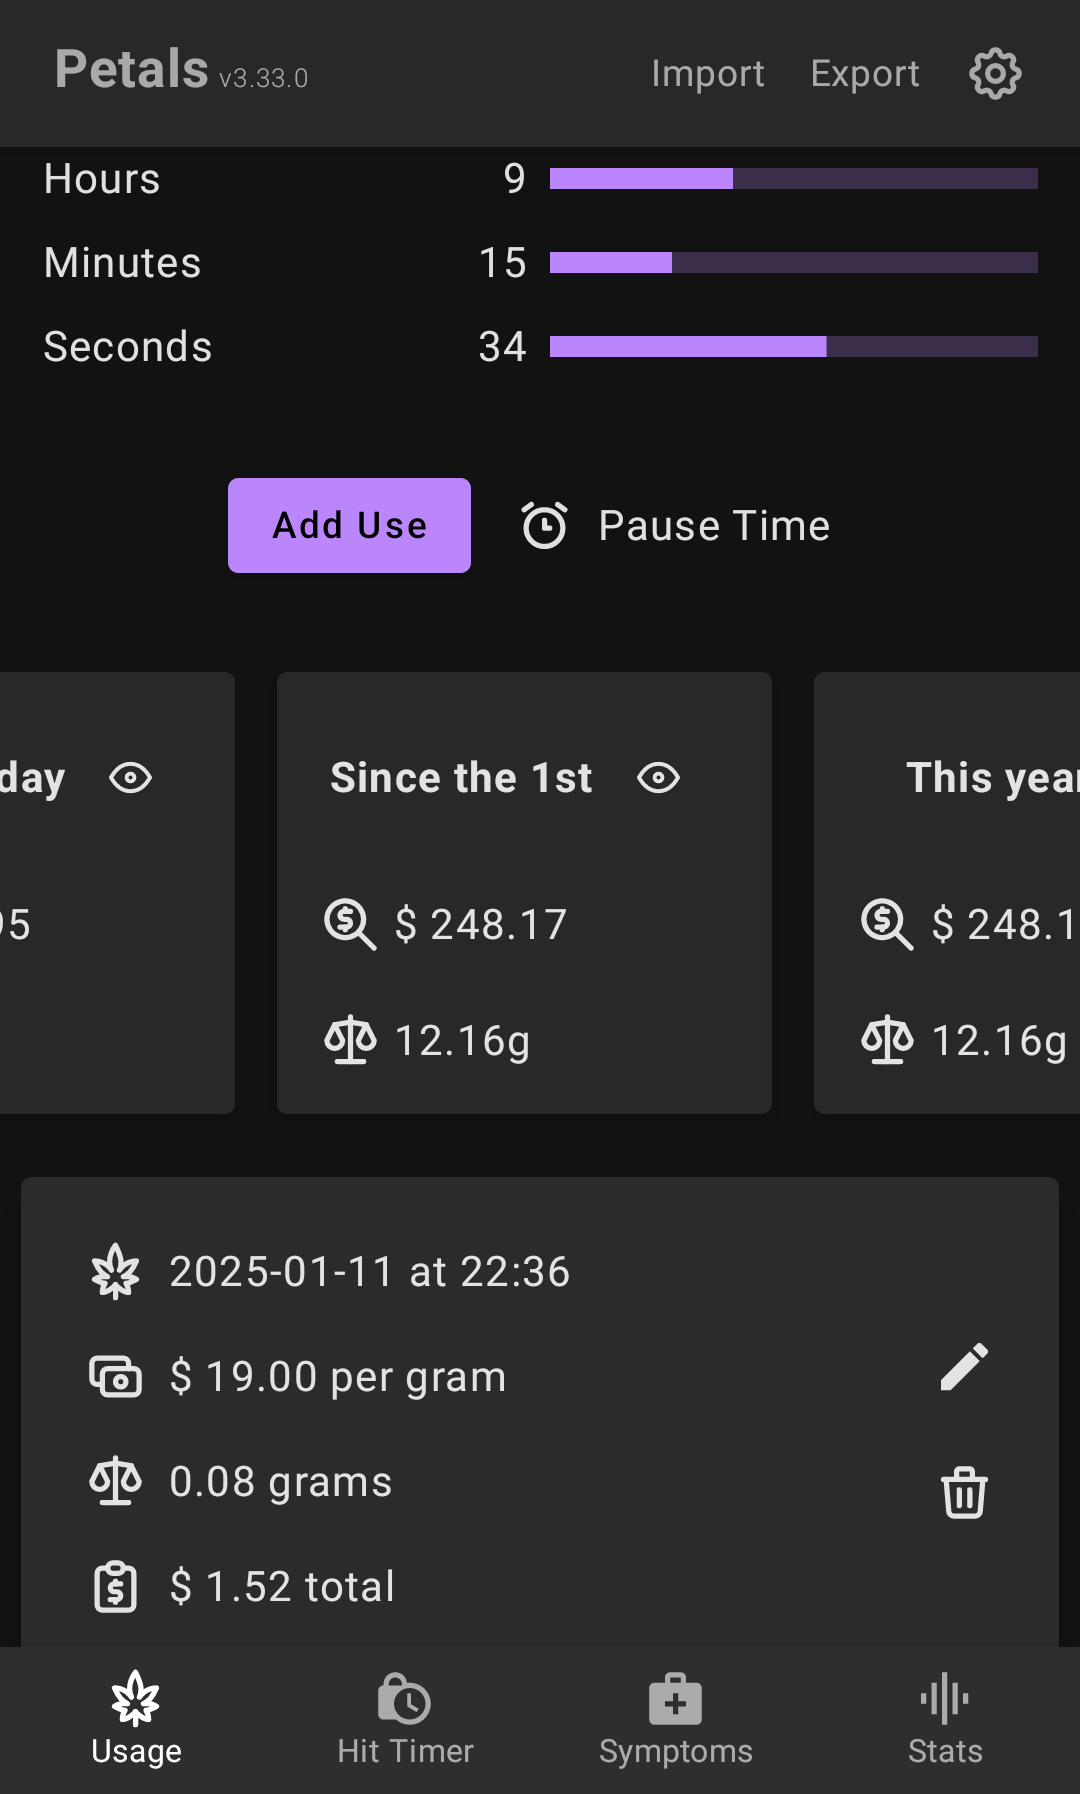 Petals v3.33.0 Import Export
Hours 9
Minutes 15
Seconds 34
Add Use Pause Time
day Since the 1st This year
95 $ 248.17 $ 248.1
12.16g 12.16g
2025-01-11 at 22:36
$ 19.00 per gram
0.08 grams
$ 1.52 total
Usage Hit Timer Symptoms Stats